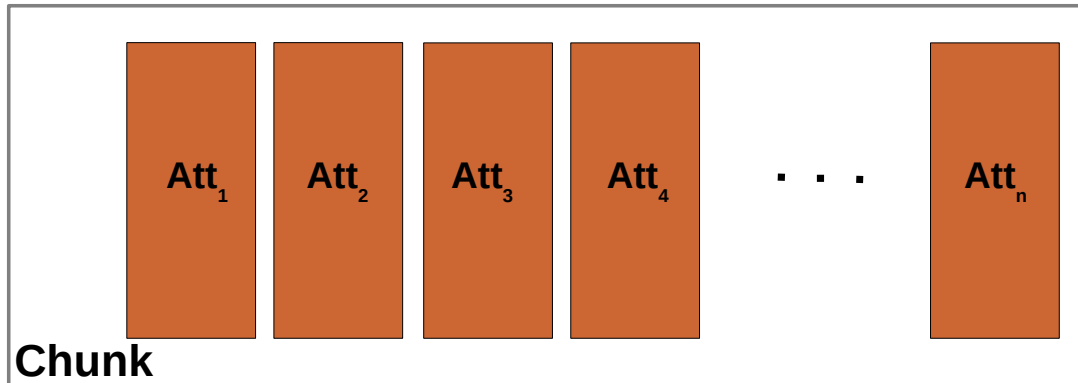 Att₁ Att₂ Att₃ Att₄ . . . Attₙ
Chunk